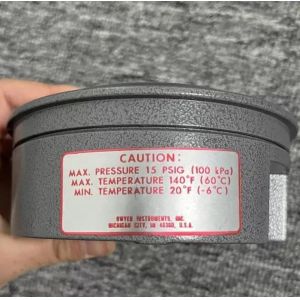 CAUTION:
MAX. PRESSURE 15 PSIG (100 kPa)
MAX. TEMPERATURE 140°F (60°C)
MIN. TEMPERATURE 20°F (-6°C)
DWYER INSTRUMENTS, INC.
MICHIGAN CITY, IN 46360, U.S.A.